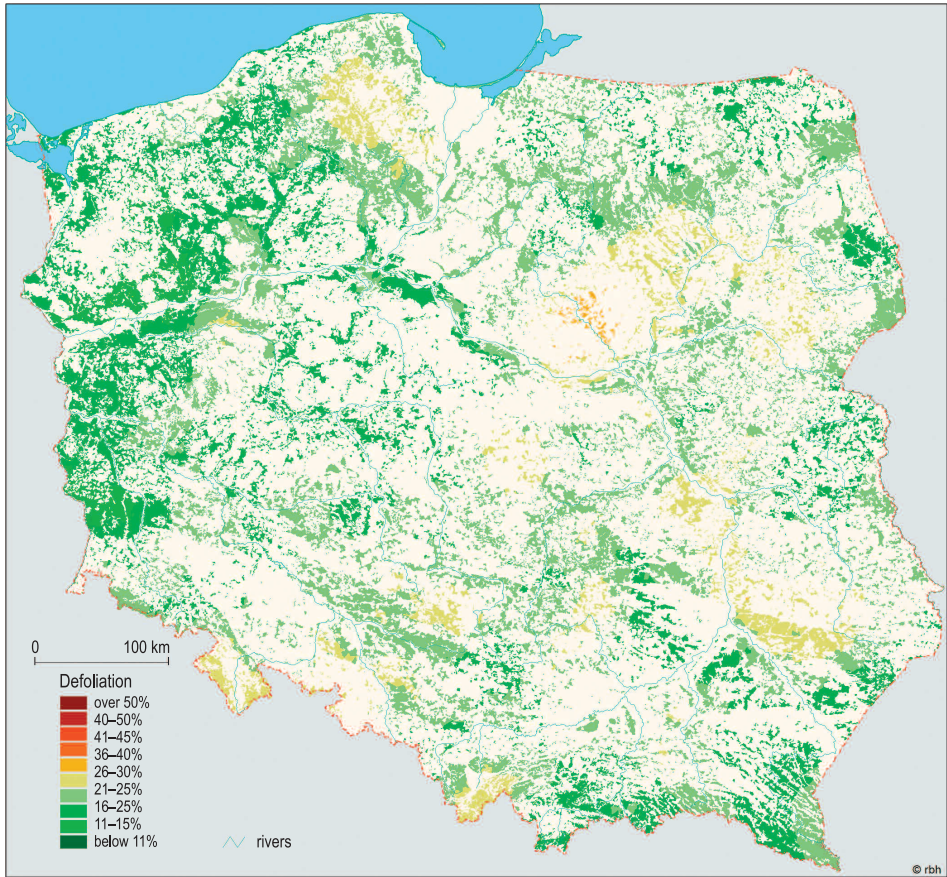 0 100 km
Defoliation
over 50%
40–50%
41–45%
36–40%
26–30%
21–25%
16–25%
11–15%
below 11%
rivers
© rbh